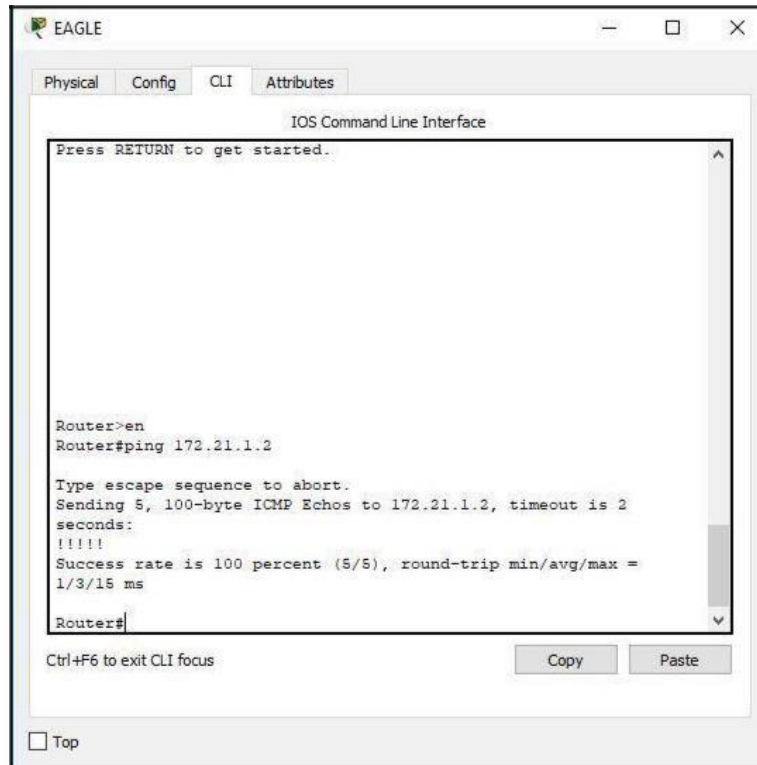 EAGLE
Physical Config CLI Attributes
IOS Command Line Interface
Press RETURN to get started.
Router>en
Router#ping 172.21.1.2
Type escape sequence to abort.
Sending 5, 100-byte ICMP Echos to 172.21.1.2, timeout is 2
seconds:
!!!!!
Success rate is 100 percent (5/5), round-trip min/avg/max =
1/3/15 ms
Router#
Ctrl+F6 to exit CLI focus
Copy Paste
Top